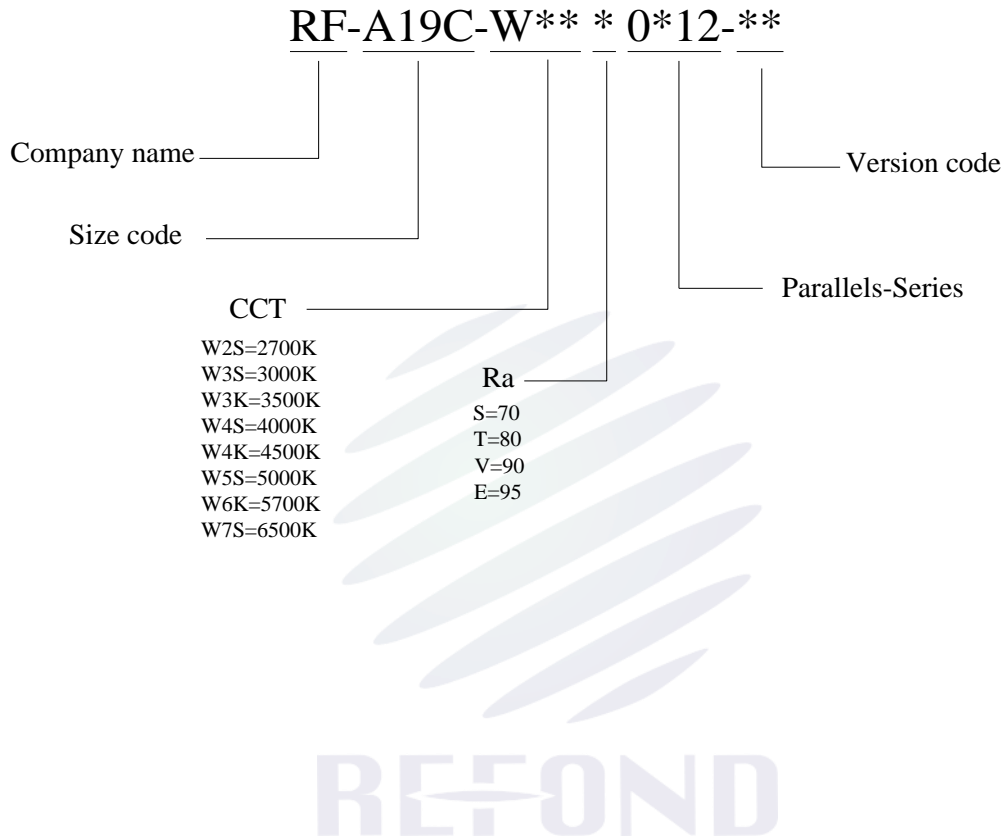 RF-A19C-W** * 0*12-**
Company name
Version code
Size code
Parallels-Series
CCT
W2S=2700K
W3S=3000K
W3K=3500K
W4S=4000K
W4K=4500K
W5S=5000K
W6K=5700K
W7S=6500K
Ra
S=70
T=80
V=90
E=95
REFOND